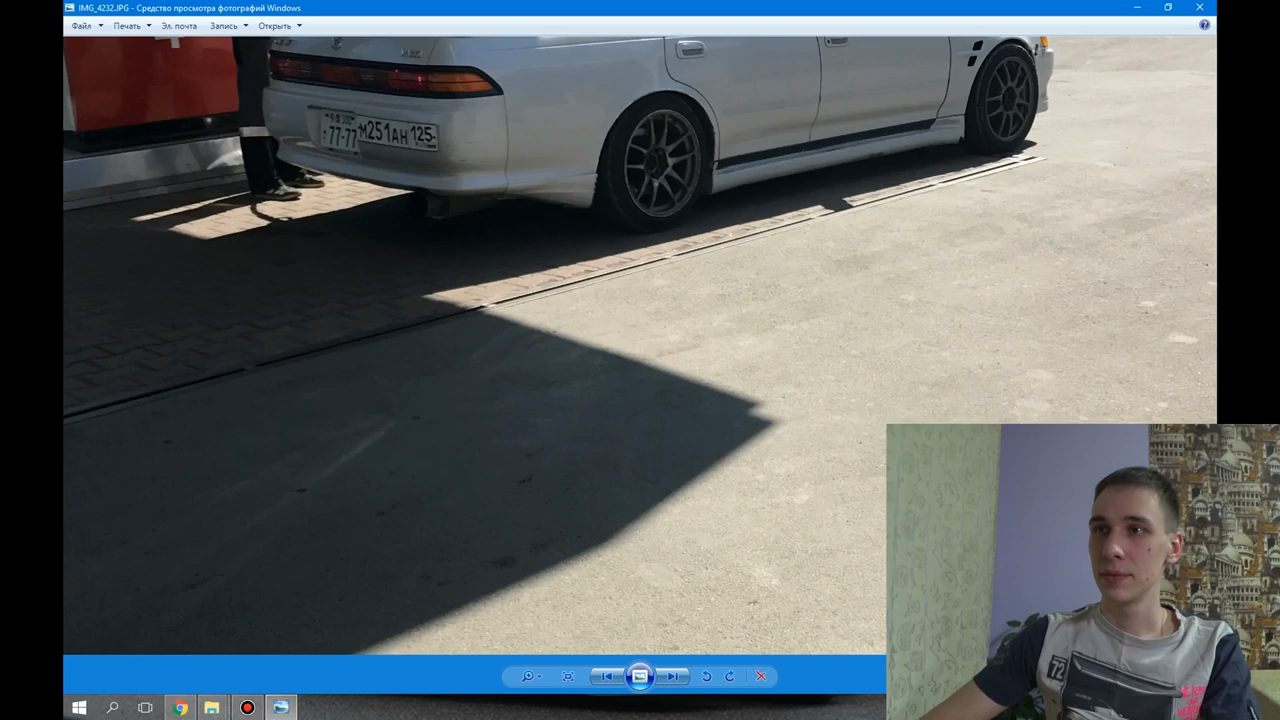 IMG_4232.JPG - Средство просмотра фотографий Windows
Файл Печать Эл. почта Запись Открыть
77-77
М251АН 125
72